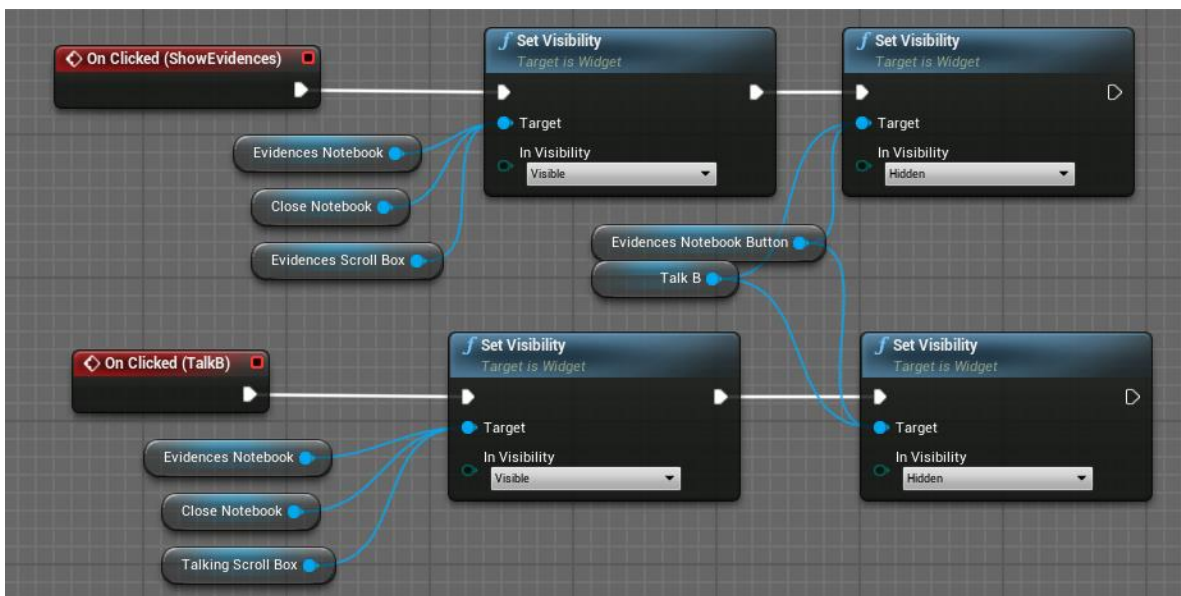 On Clicked (ShowEvidences)
f Set Visibility
Target is Widget
Target
In Visibility
Visible
f Set Visibility
Target is Widget
Target
In Visibility
Hidden
Evidences Notebook
Close Notebook
Evidences Scroll Box
Evidences Notebook Button
Talk B
On Clicked (TalkB)
f Set Visibility
Target is Widget
Target
In Visibility
Visible
f Set Visibility
Target is Widget
Target
In Visibility
Hidden
Evidences Notebook
Close Notebook
Talking Scroll Box